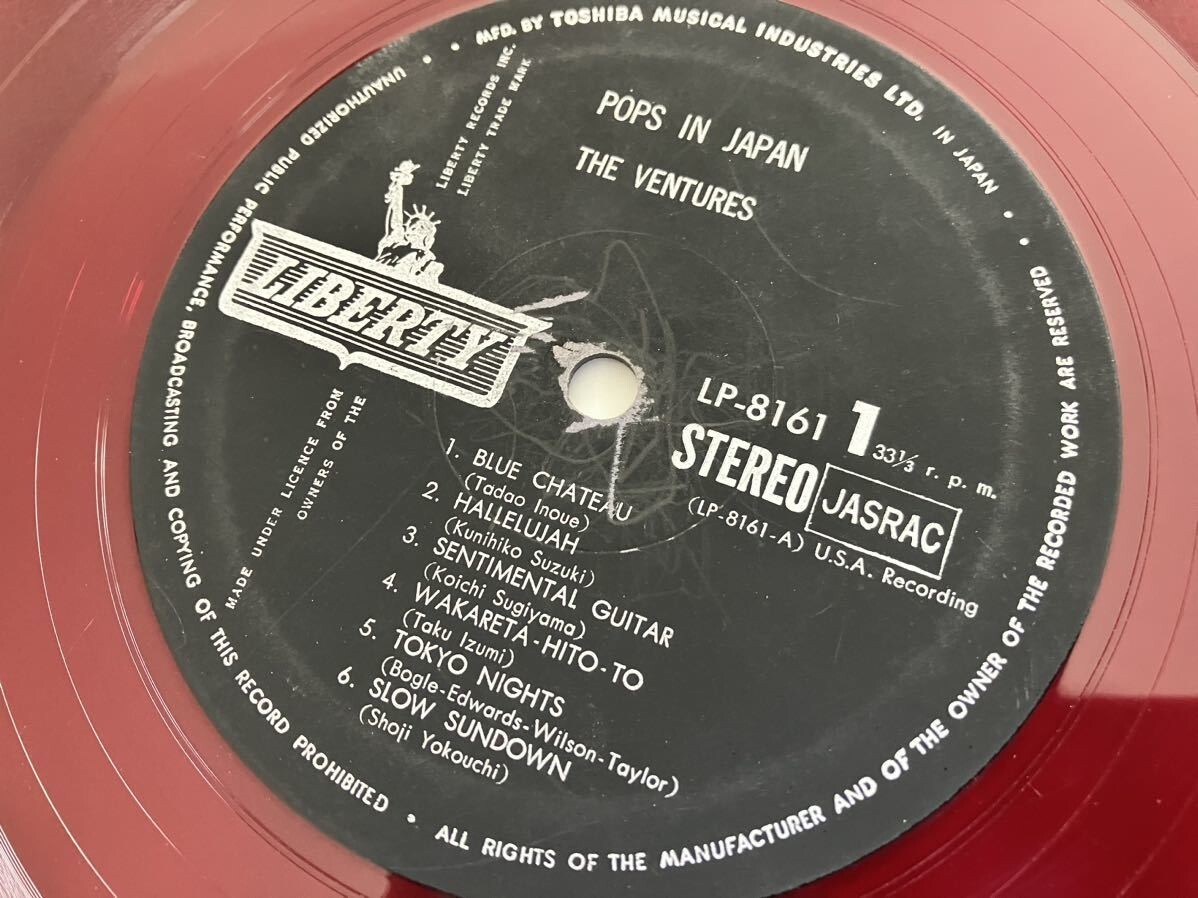 MFD. BY TOSHIBA MUSICAL INDUSTRIES LTD. IN JAPAN •
• ALL RIGHTS OF THE MANUFACTURER AND OF THE OWNER OF THE RECORDED WORK ARE RESERVED •
UNAUTHORIZED PUBLIC PERFORMANCE, BROADCASTING AND COPYING OF THIS RECORD PROHIBITED
LIBERTY RECORDS INC.
LIBERTY TRADE MARK
POPS IN JAPAN
THE VENTURES
LIBERTY
MADE UNDER LICENCE FROM
OWNERS OF THE
LP-8161 1 33⅓ r. p. m.
STEREO JASRAC
(LP-8161-A) U.S.A. Recording
1. BLUE CHATEAU
(Tadao Inoue)
2. HALLELUJAH
(Kunihiko Suzuki)
3. SENTIMENTAL GUITAR
(Koichi Sugiyama)
4. WAKARETA-HITO-TO
(Taku Izumi)
5. TOKYO NIGHTS
(Bogle-Edwards-Wilson-Taylor)
6. SLOW SUNDOWN
(Shoji Yokouchi)